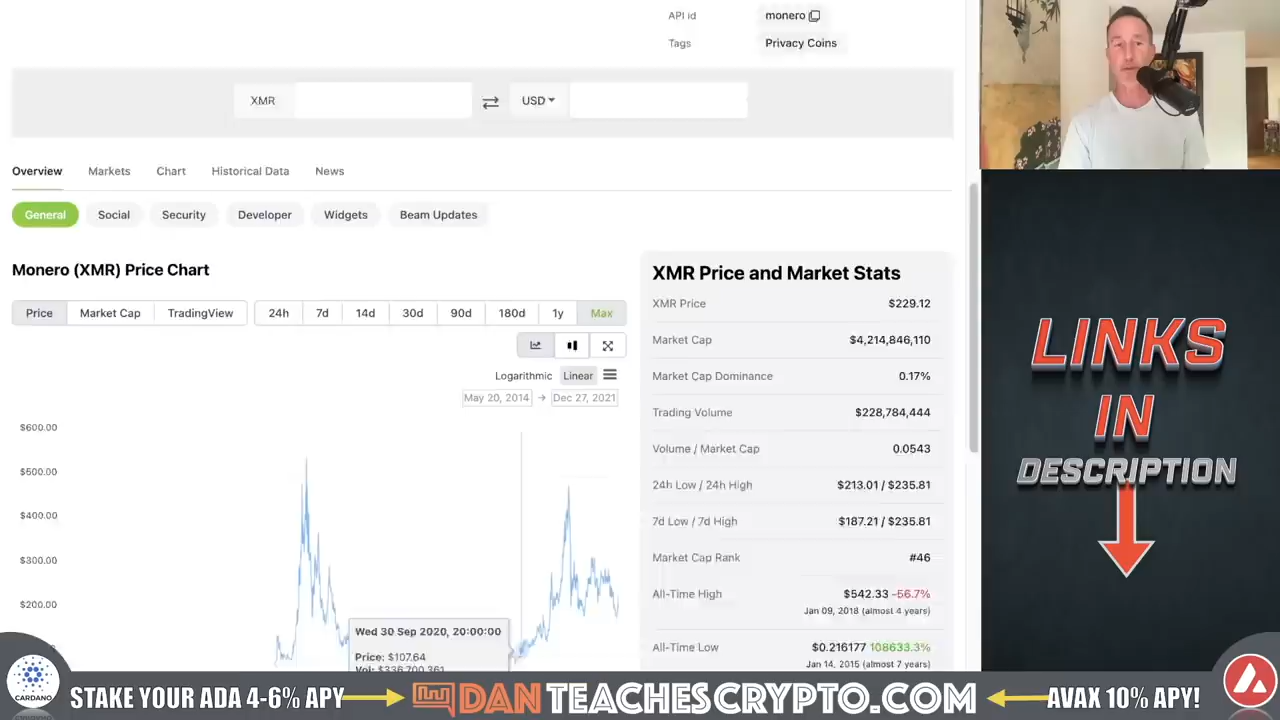 API id monero
Tags Privacy Coins
XMR USD
Overview Markets Chart Historical Data News
General Social Security Developer Widgets Beam Updates
Monero (XMR) Price Chart
Price Market Cap TradingView 24h 7d 14d 30d 90d 180d 1y Max
Logarithmic Linear
May 20, 2014 → Dec 27, 2021
$600.00
$500.00
$400.00
$300.00
$200.00
Wed 30 Sep 2020, 20:00:00
Price: $107.64
Vol: $336,700,361
XMR Price and Market Stats
XMR Price $229.12
Market Cap $4,214,846,110
Market Cap Dominance 0.17%
Trading Volume $228,784,444
Volume / Market Cap 0.0543
24h Low / 24h High $213.01 / $235.81
7d Low / 7d High $187.21 / $235.81
Market Cap Rank #46
All-Time High $542.33 -56.7%
Jan 09, 2018 (almost 4 years)
All-Time Low $0.216177 108633.3%
Jan 14, 2015 (almost 7 years)
LINKS
IN
DESCRIPTION
CARDANO
STAKE YOUR ADA 4-6% APY DANTEACHESCRYPTO.COM AVAX 10% APY!